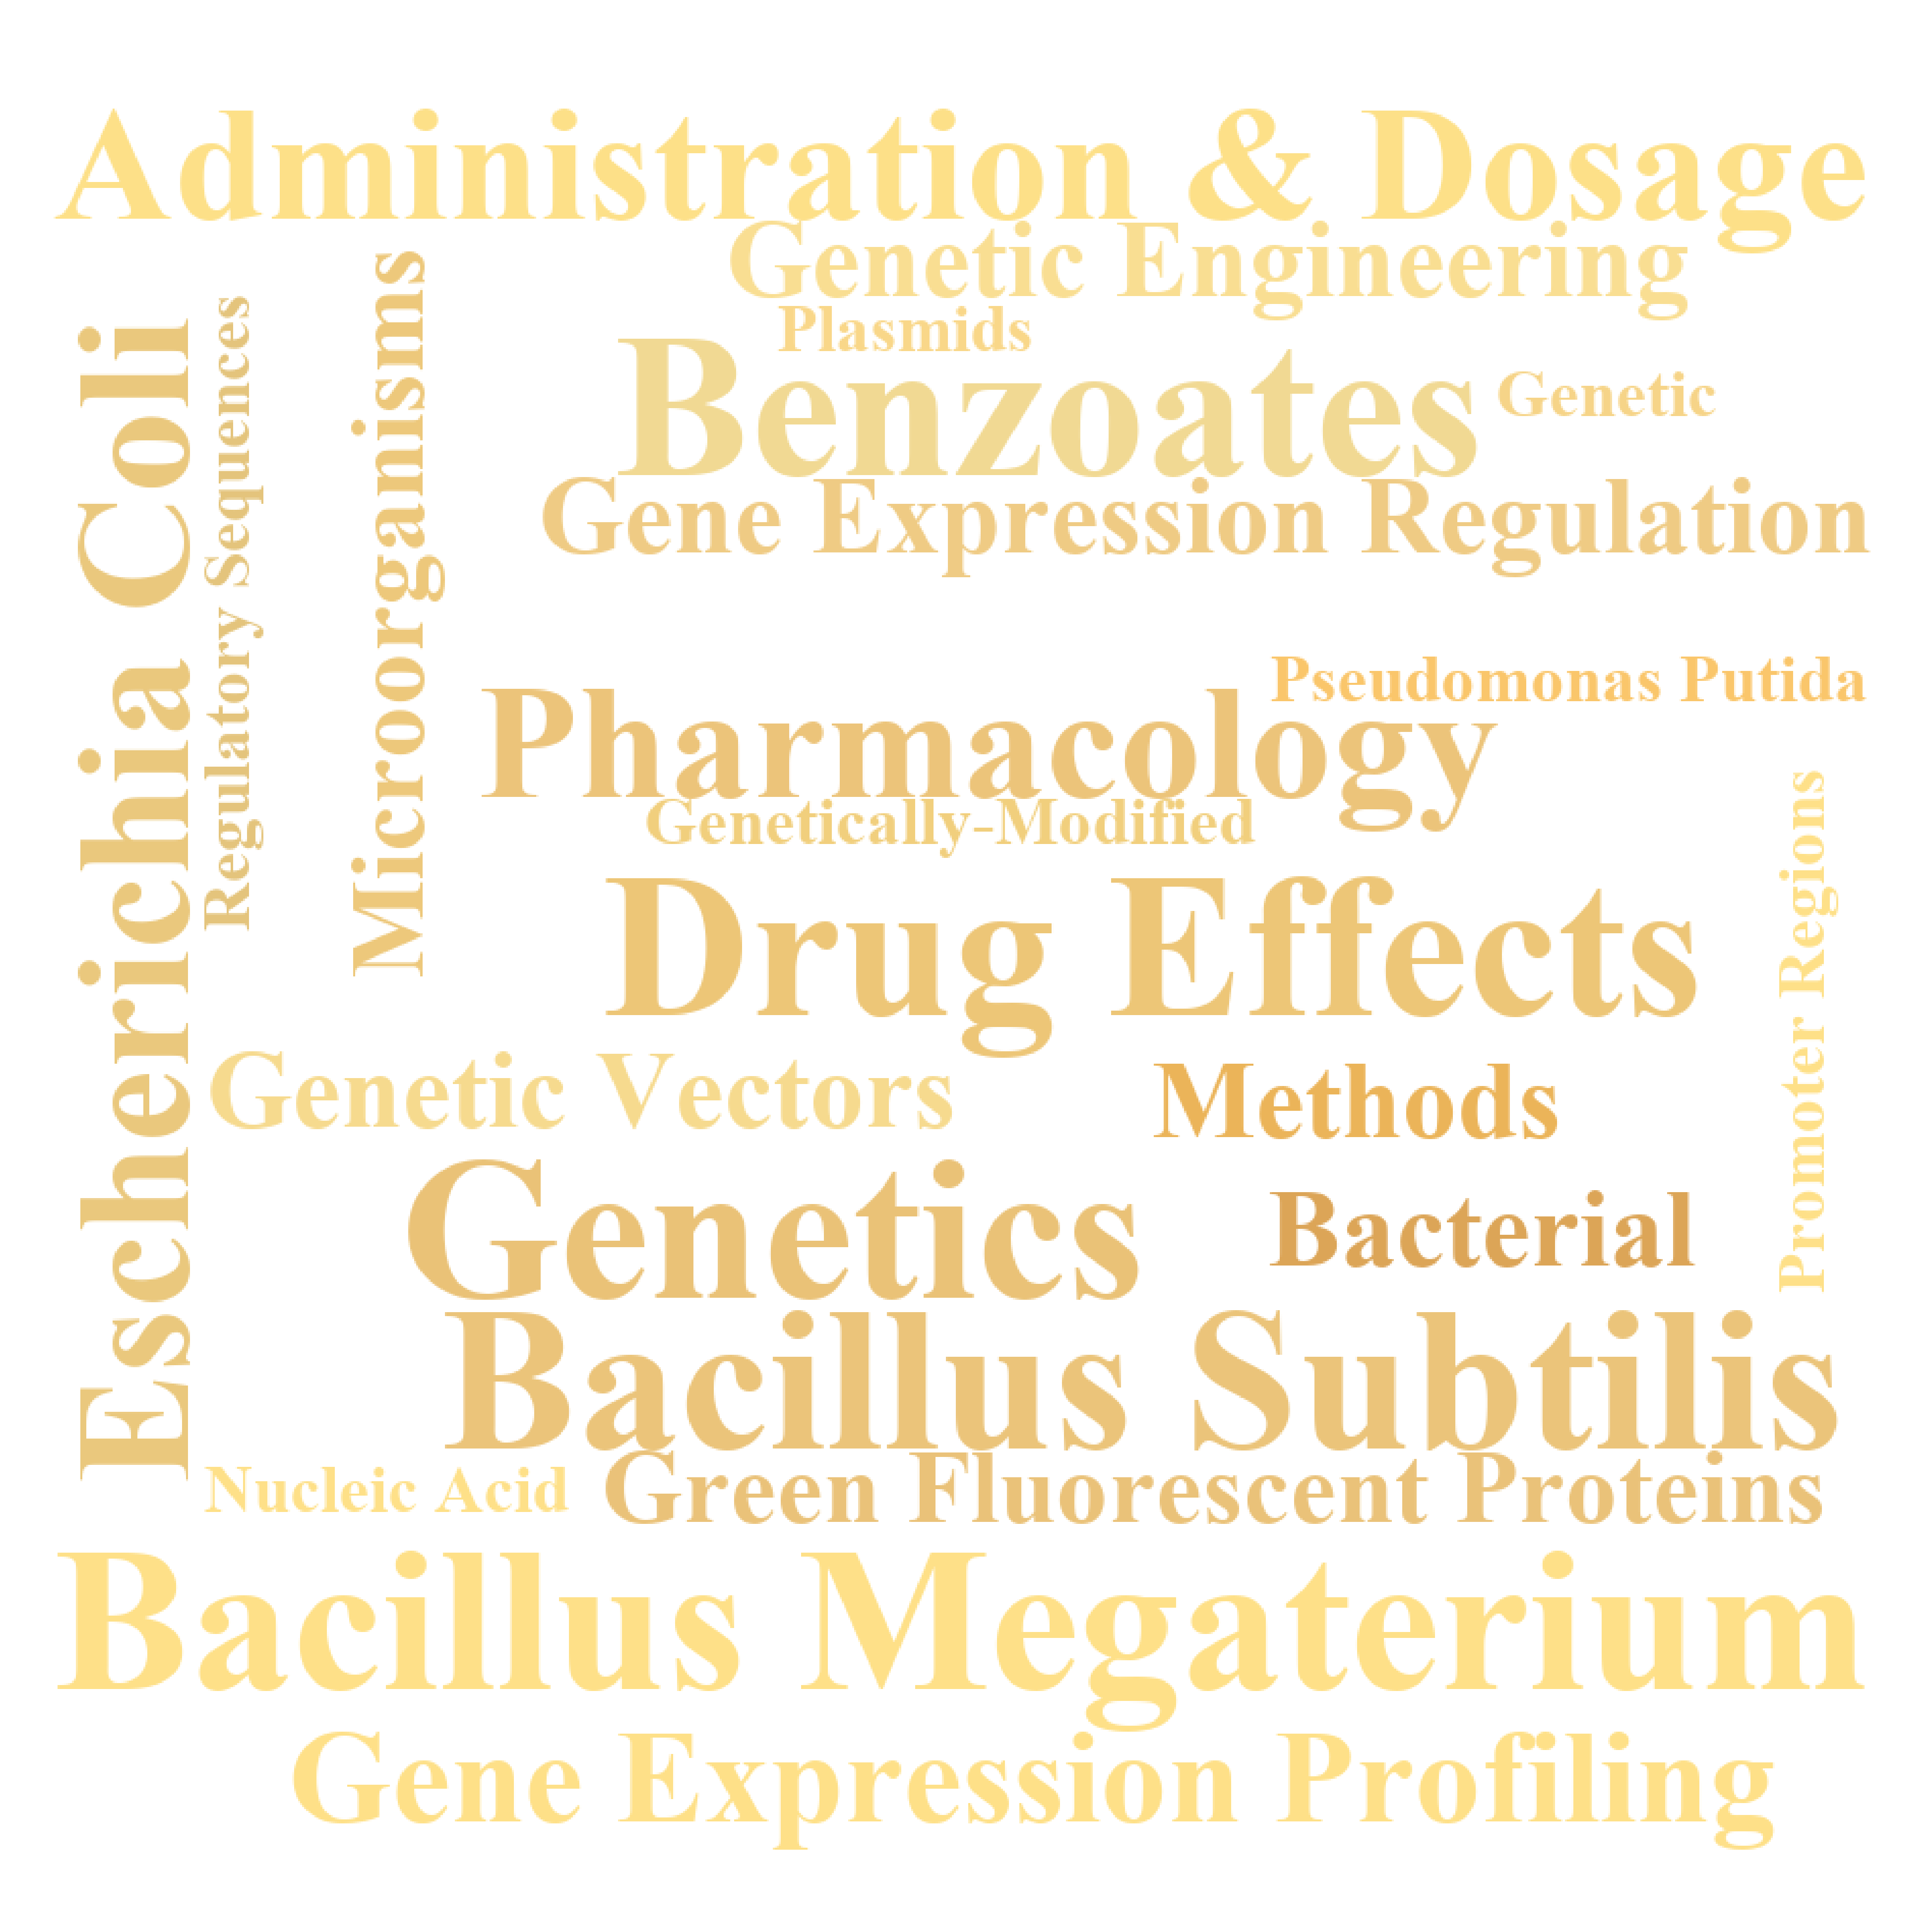 Administration & Dosage
Genetic Engineering
Plasmids
Benzoates
Genetic
Gene Expression Regulation
Escherichia Coli
Regulatory Sequences
Microorganisms
Pseudomonas Putida
Pharmacology
Genetically-Modified
Drug Effects
Promoter Regions
Genetic Vectors
Methods
Genetics
Bacterial
Bacillus Subtilis
Nucleic Acid
Green Fluorescent Proteins
Bacillus Megaterium
Gene Expression Profiling